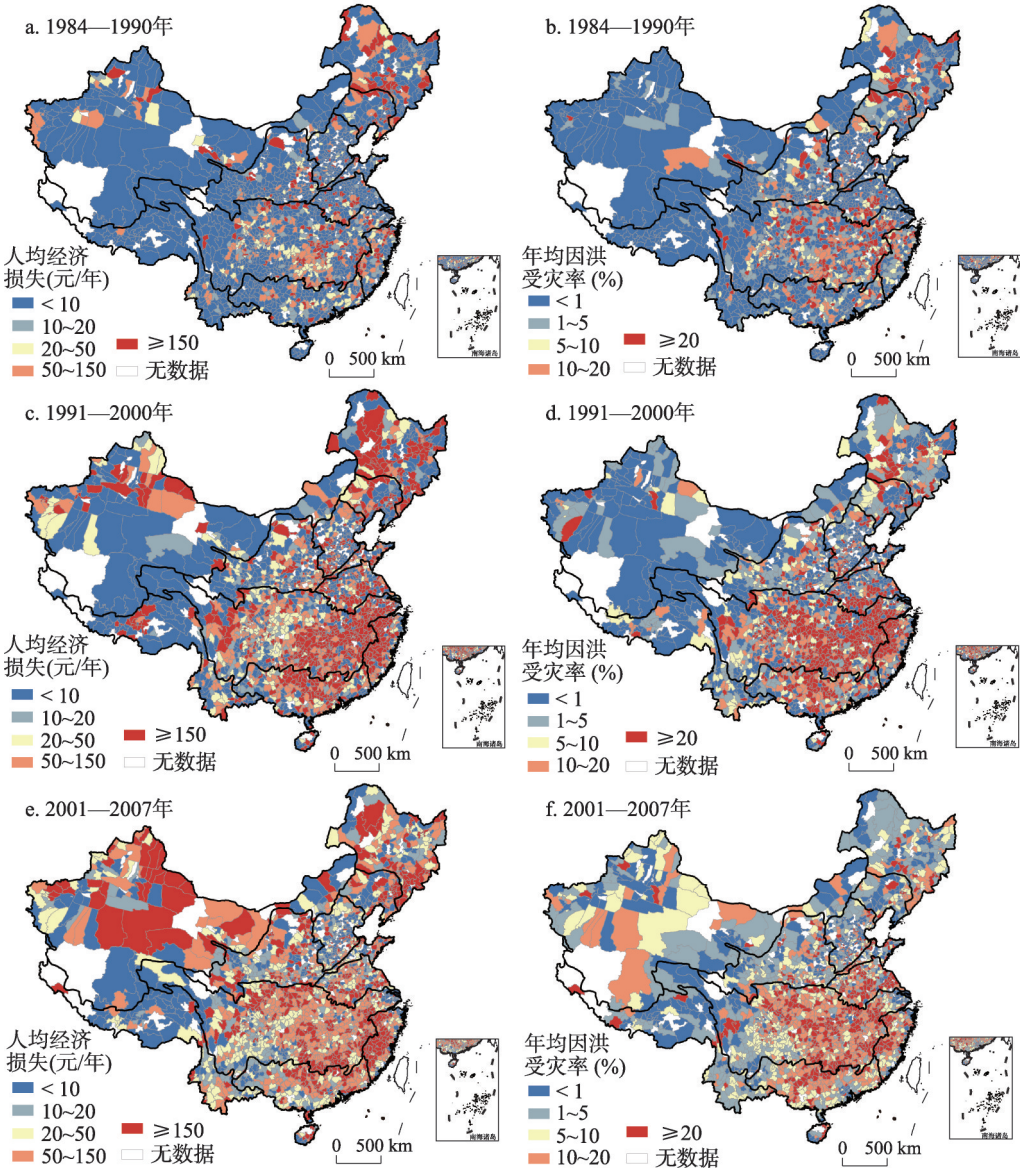 a. 1984—1990年
人均经济
损失(元/年)
< 10
10~20
20~50
50~150
≥150
无数据
0 500 km
南海诸岛
b. 1984—1990年
年均因洪
受灾率 (%)
< 1
1~5
5~10
10~20
≥20
无数据
0 500 km
南海诸岛
c. 1991—2000年
人均经济
损失(元/年)
< 10
10~20
20~50
50~150
≥150
无数据
0 500 km
南海诸岛
d. 1991—2000年
年均因洪
受灾率 (%)
< 1
1~5
5~10
10~20
≥20
无数据
0 500 km
南海诸岛
e. 2001—2007年
人均经济
损失(元/年)
< 10
10~20
20~50
50~150
≥150
无数据
0 500 km
南海诸岛
f. 2001—2007年
年均因洪
受灾率 (%)
< 1
1~5
5~10
10~20
≥20
无数据
0 500 km
南海诸岛